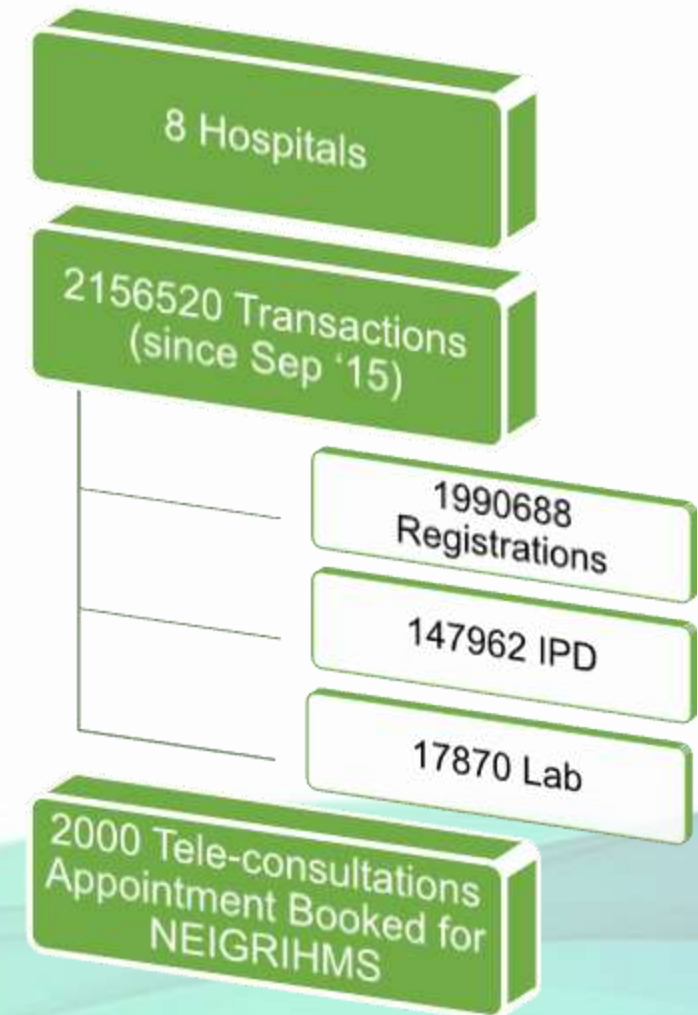 8 Hospitals
2156520 Transactions
(since Sep ‘15)
1990688
Registrations
147962 IPD
17870 Lab
2000 Tele-consultations
Appointment Booked for
NEIGRIHMS